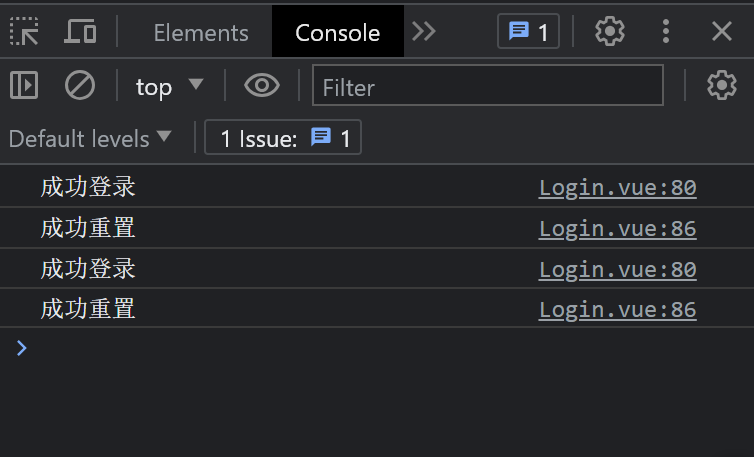 Elements Console 1
top Filter
Default levels 1 Issue: 1
成功登录 Login.vue:80
成功重置 Login.vue:86
成功登录 Login.vue:80
成功重置 Login.vue:86